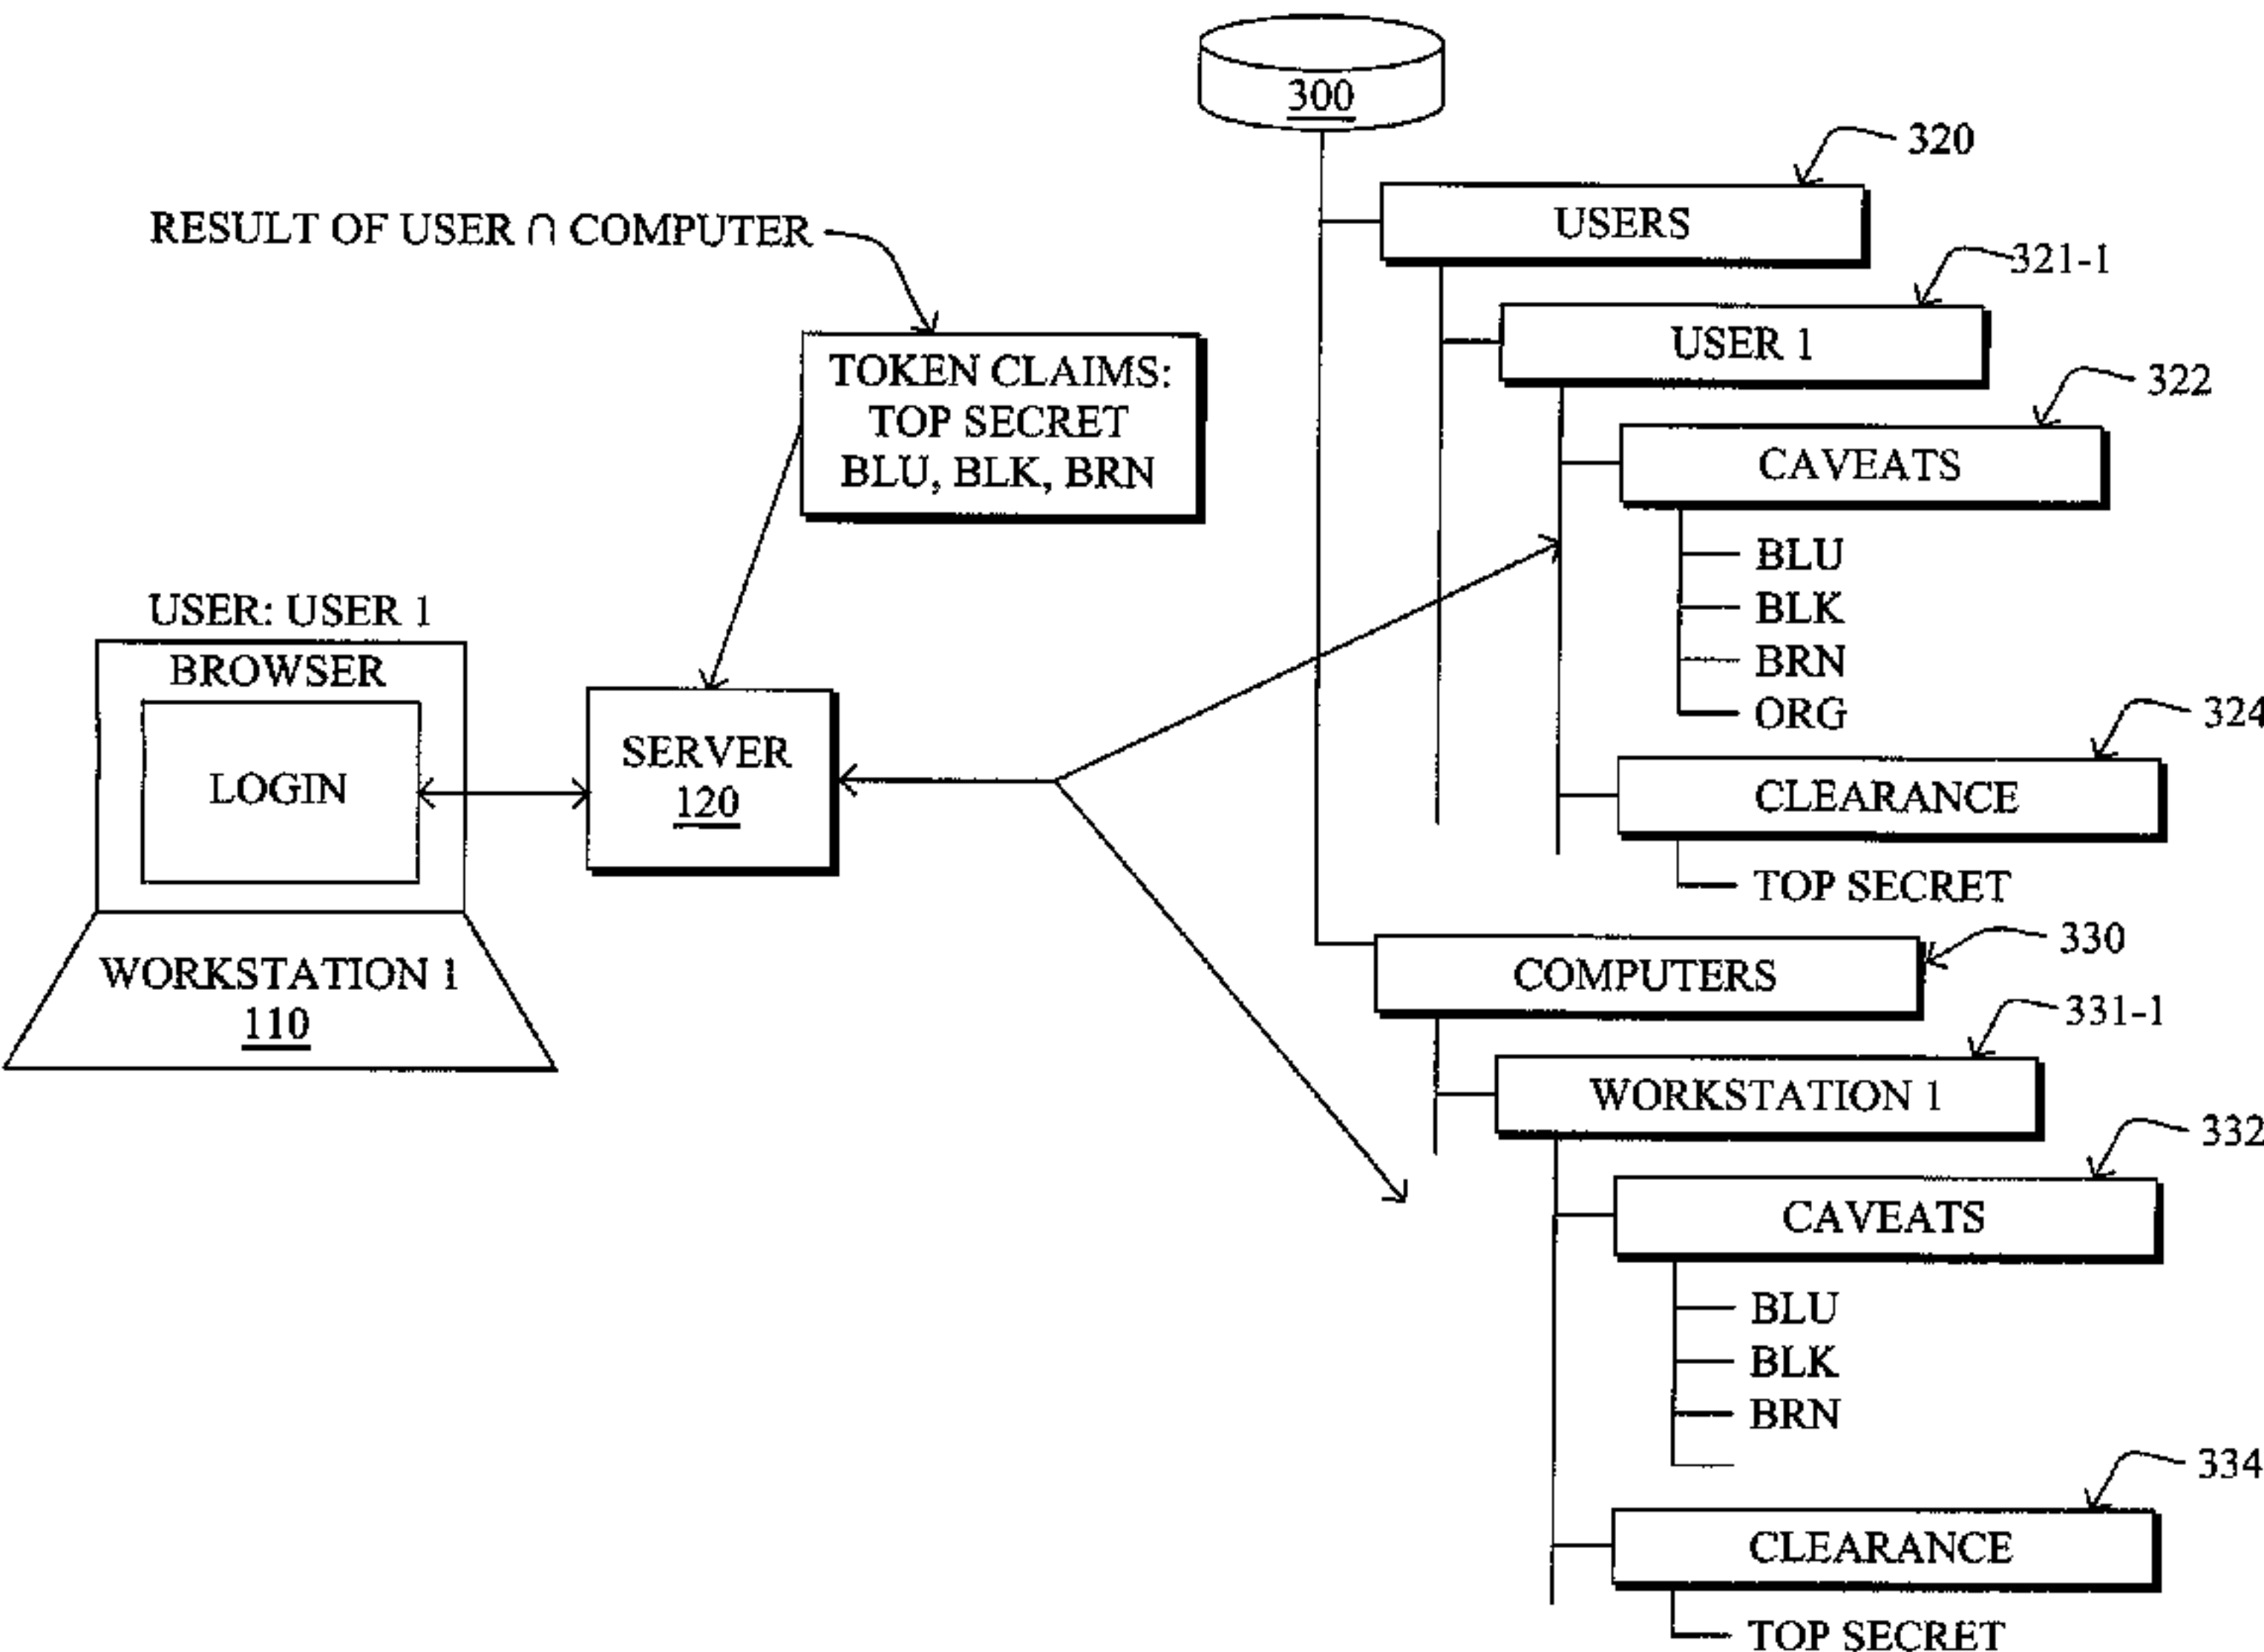 300
320
USERS
RESULT OF USER ∩ COMPUTER
321-1
USER 1
TOKEN CLAIMS:
TOP SECRET
BLU, BLK, BRN
322
CAVEATS
BLU
BLK
BRN
ORG
USER: USER 1
BROWSER
LOGIN
SERVER
120
WORKSTATION 1
110
324
CLEARANCE
TOP SECRET
330
COMPUTERS
331-1
WORKSTATION 1
332
CAVEATS
BLU
BLK
BRN
334
CLEARANCE
TOP SECRET